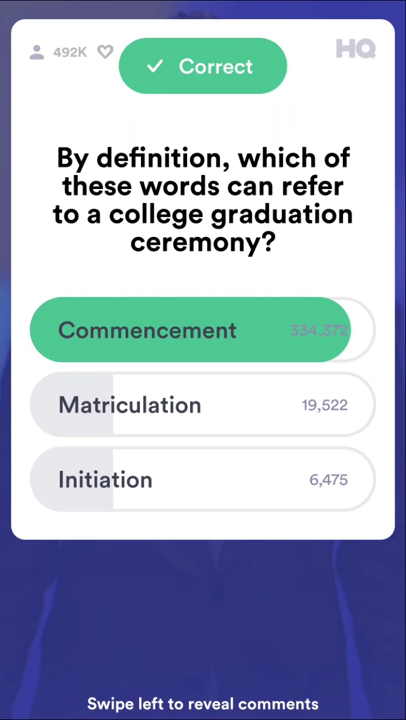 492K
HQ
Correct
By definition, which of
these words can refer
to a college graduation
ceremony?
Commencement 334,372
Matriculation 19,522
Initiation 6,475
Swipe left to reveal comments